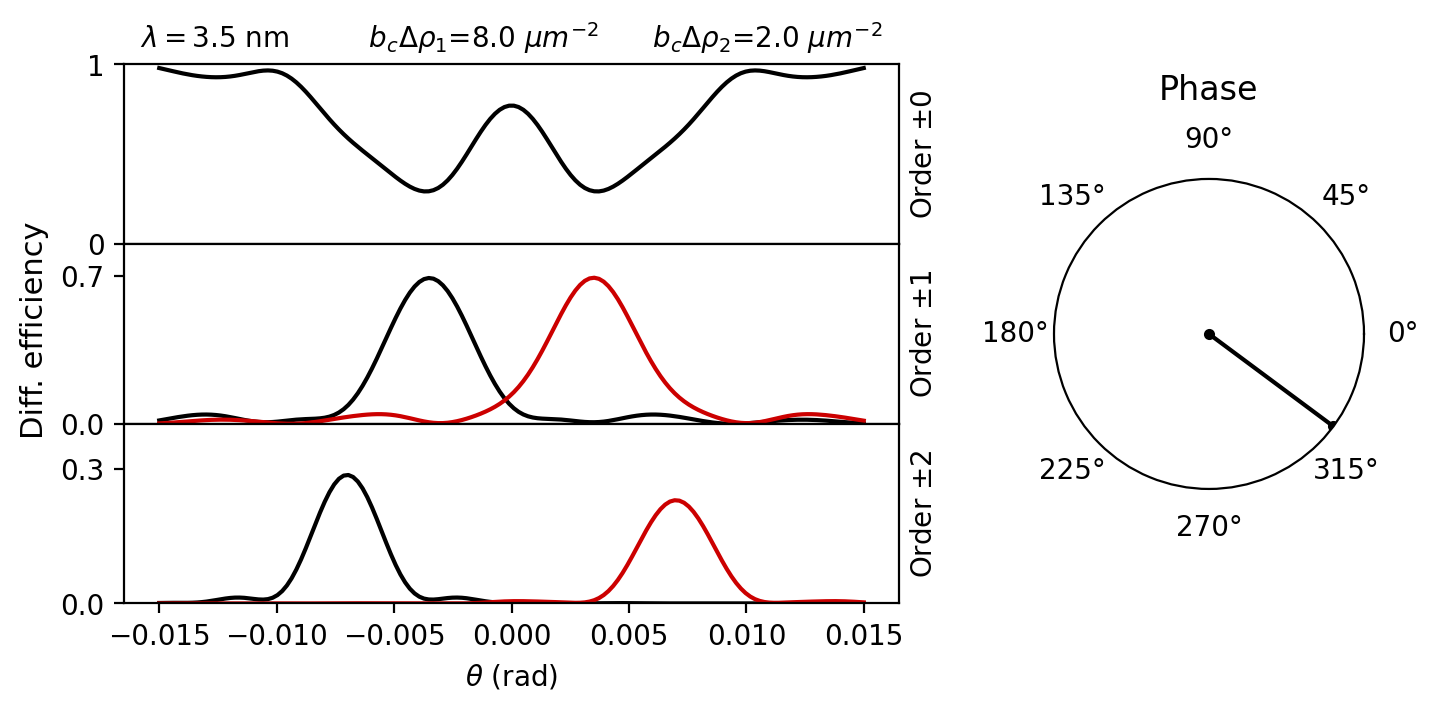 λ = 3.5 nm b_cΔρ₁=8.0 μm⁻² b_cΔρ₂=2.0 μm⁻²
Diff. efficiency
1
0
Order ±0
0.7
0.0
Order ±1
0.3
0.0
Order ±2
−0.015 −0.010 −0.005 0.000 0.005 0.010 0.015
θ (rad)
Phase
90°
135° 45°
180° 0°
225° 315°
270°